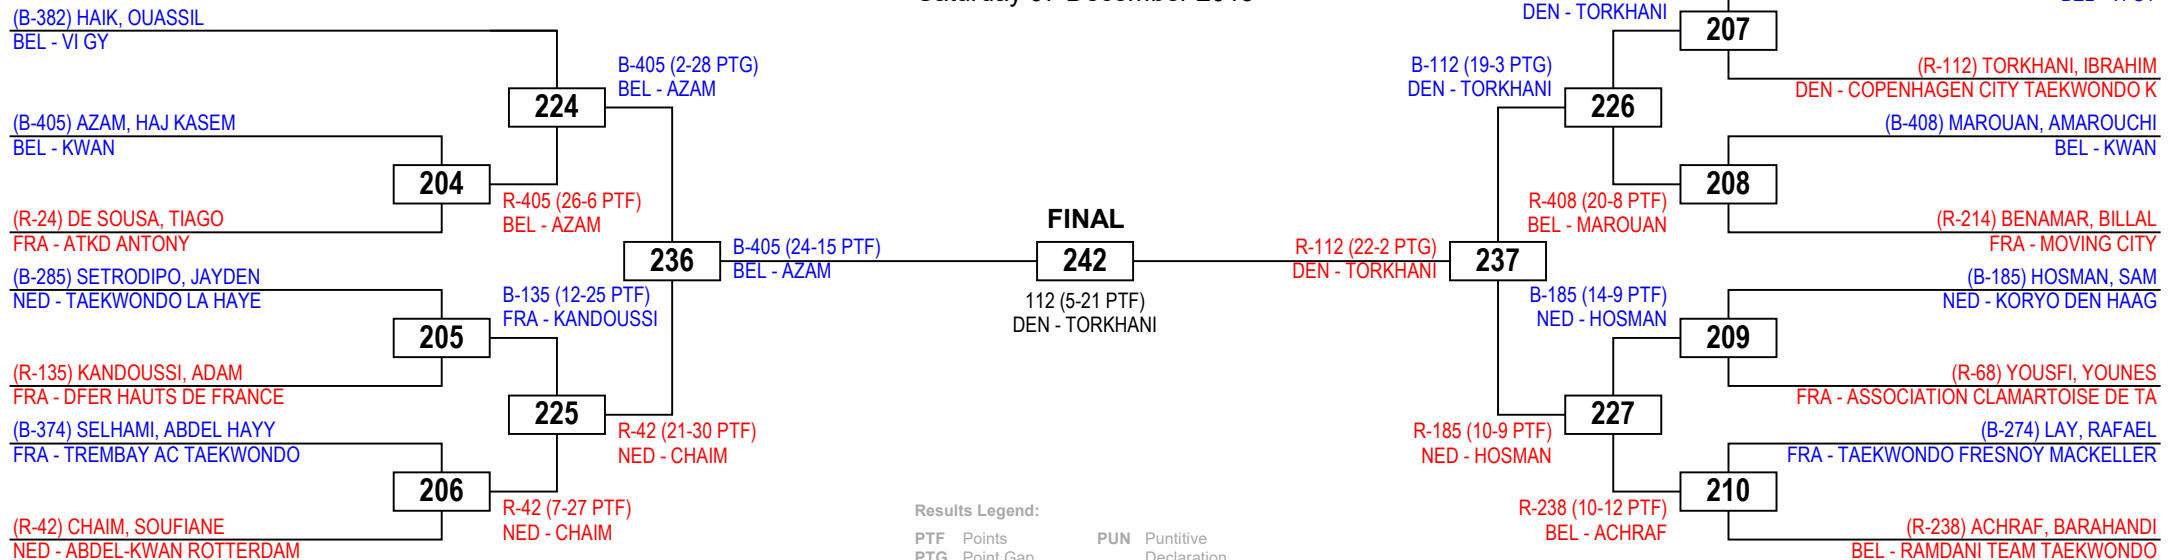 (B-382) HAIK, OUASSIL
BEL - VI GY
(B-405) AZAM, HAJ KASEM
BEL - KWAN
(R-24) DE SOUSA, TIAGO
FRA - ATKD ANTONY
(B-285) SETRODIPO, JAYDEN
NED - TAEKWONDO LA HAYE
(R-135) KANDOUSSI, ADAM
FRA - DFER HAUTS DE FRANCE
(B-374) SELHAMI, ABDEL HAYY
FRA - TREMBAY AC TAEKWONDO
(R-42) CHAIM, SOUFIANE
NED - ABDEL-KWAN ROTTERDAM
204
205
206
224
R-405 (26-6 PTF)
BEL - AZAM
B-135 (12-25 PTF)
FRA - KANDOUSSI
225
R-42 (7-27 PTF)
NED - CHAIM
B-405 (2-28 PTG)
BEL - AZAM
236
R-42 (21-30 PTF)
NED - CHAIM
B-405 (24-15 PTF)
BEL - AZAM
FINAL
242
112 (5-21 PTF)
DEN - TORKHANI
Results Legend:
PTF Points
PTG Point Gap
PUN Puntitive
Declaration
R-112 (22-2 PTG)
DEN - TORKHANI
237
B-112 (19-3 PTG)
DEN - TORKHANI
R-185 (10-9 PTF)
NED - HOSMAN
DEN - TORKHANI
226
R-408 (20-8 PTF)
BEL - MAROUAN
B-185 (14-9 PTF)
NED - HOSMAN
227
R-238 (10-12 PTF)
BEL - ACHRAF
207
208
209
210
(R-112) TORKHANI, IBRAHIM
DEN - COPENHAGEN CITY TAEKWONDO K
(B-408) MAROUAN, AMAROUCHI
BEL - KWAN
(R-214) BENAMAR, BILLAL
FRA - MOVING CITY
(B-185) HOSMAN, SAM
NED - KORYO DEN HAAG
(R-68) YOUSFI, YOUNES
FRA - ASSOCIATION CLAMARTOISE DE TA
(B-274) LAY, RAFAEL
FRA - TAEKWONDO FRESNOY MACKELLER
(R-238) ACHRAF, BARAHANDI
BEL - RAMDANI TEAM TAEKWONDO